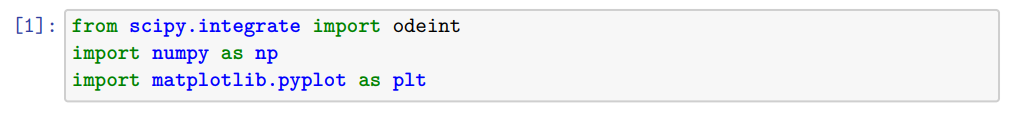 [1]: from scipy.integrate import odeint
import numpy as np
import matplotlib.pyplot as plt